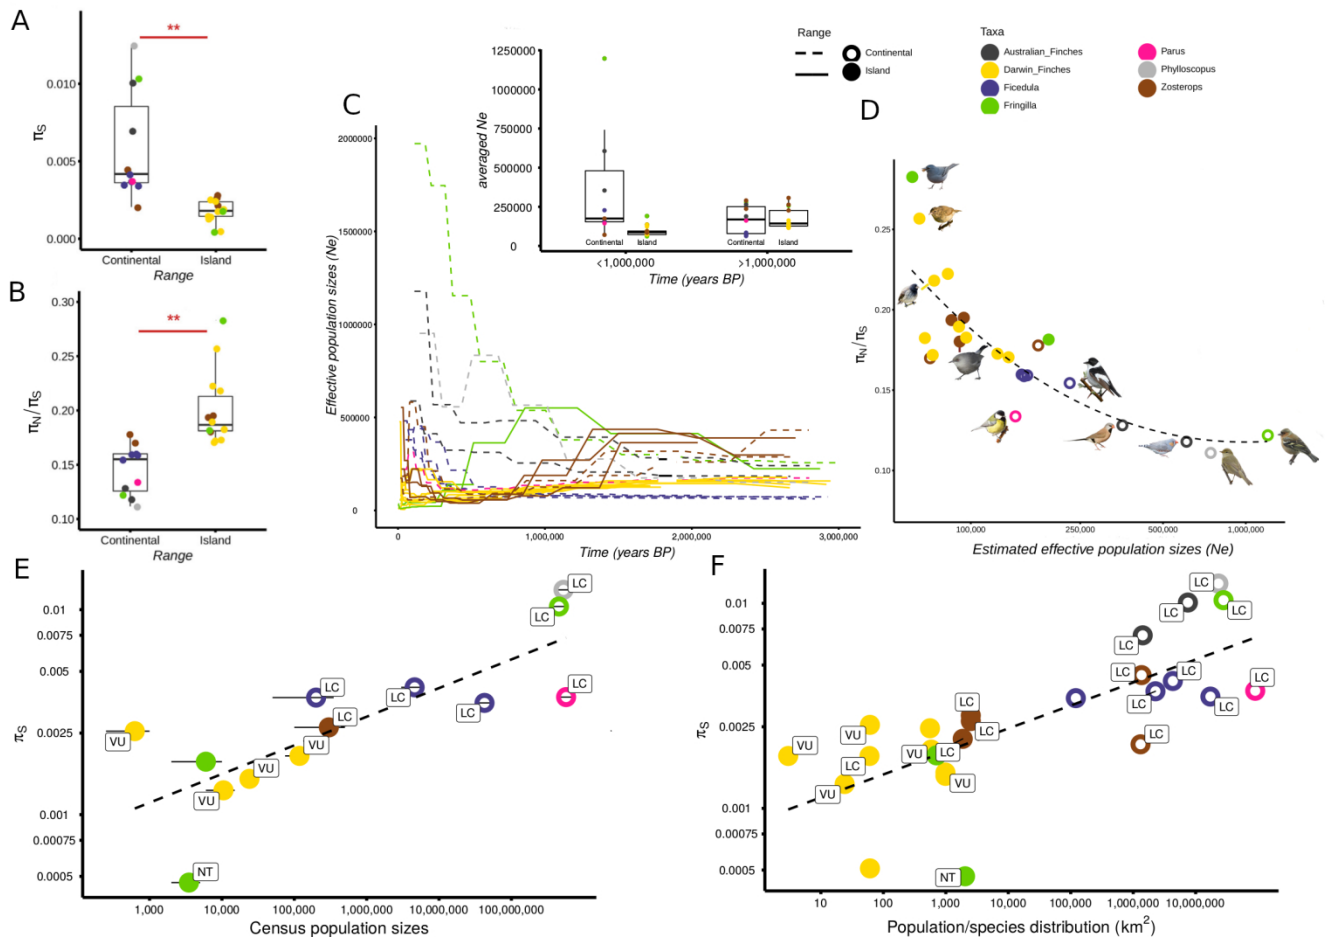 A
**
πS
0.010
0.005
0.000
Continental Island
Range
B
**
πN/πS
0.30
0.25
0.20
0.15
0.10
Continental Island
Range
C
Effective population sizes (Ne)
2000000
1500000
1000000
500000
0
0 1,000,000 2,000,000 3,000,000
Time (years BP)
averaged Ne
1250000
1000000
750000
500000
250000
0
Continental Island Continental Island
<1,000,000 >1,000,000
Time (years BP)
Range
Continental
Island
Taxa
Australian_Finches
Darwin_Finches
Ficedula
Fringilla
Parus
Phylloscopus
Zosterops
D
πN/πS
0.25
0.20
0.15
0.10
100,000 250,000 500,000 1,000,000
Estimated effective population sizes (Ne)
E
πS
0.01
0.0075
0.005
0.0025
0.001
0.00075
0.0005
LC
LC
LC
LC
LC
LC
LC
VU
VU
VU
VU
NT
1,000 10,000 100,000 1,000,000 10,000,000 100,000,000
Census population sizes
F
πS
0.01
0.0075
0.005
0.0025
0.001
0.00075
0.0005
LC
LC
LC
LC
LC
LC
LC
LC
LC
VU
LC
VU
LC
VU
LC
LC
VU
VU
NT
10 100 1,000 10,000 100,000 1,000,000 10,000,000
Population/species distribution (km²)